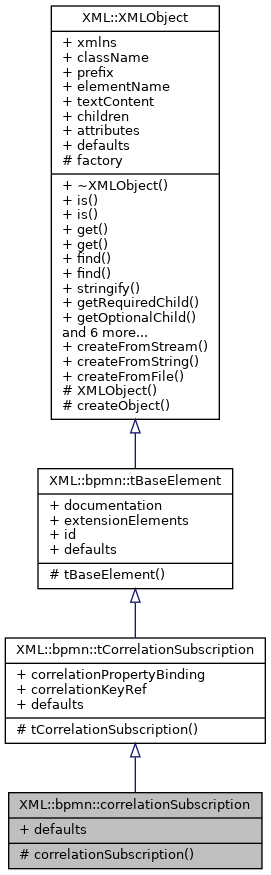 XML::XMLObject
+ xmlns
+ className
+ prefix
+ elementName
+ textContent
+ children
+ attributes
+ defaults
# factory
+ ~XMLObject()
+ is()
+ is()
+ get()
+ get()
+ find()
+ find()
+ stringify()
+ getRequiredChild()
+ getOptionalChild()
and 6 more...
+ createFromStream()
+ createFromString()
+ createFromFile()
# XMLObject()
# createObject()
XML::bpmn::tBaseElement
+ documentation
+ extensionElements
+ id
+ defaults
# tBaseElement()
XML::bpmn::tCorrelationSubscription
+ correlationPropertyBinding
+ correlationKeyRef
+ defaults
# tCorrelationSubscription()
XML::bpmn::correlationSubscription
+ defaults
# correlationSubscription()